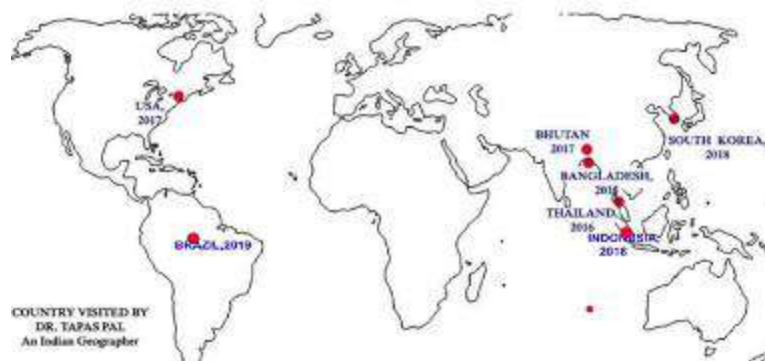 USA,
2017
BHUTAN
2017
SOUTH KOREA,
2018
BANGLADESH,
THAILAND,
2016
INDONESIA,
2018
BRAZIL,2019
COUNTRY VISITED BY
DR. TAPAS PAL
An Indian Geographer